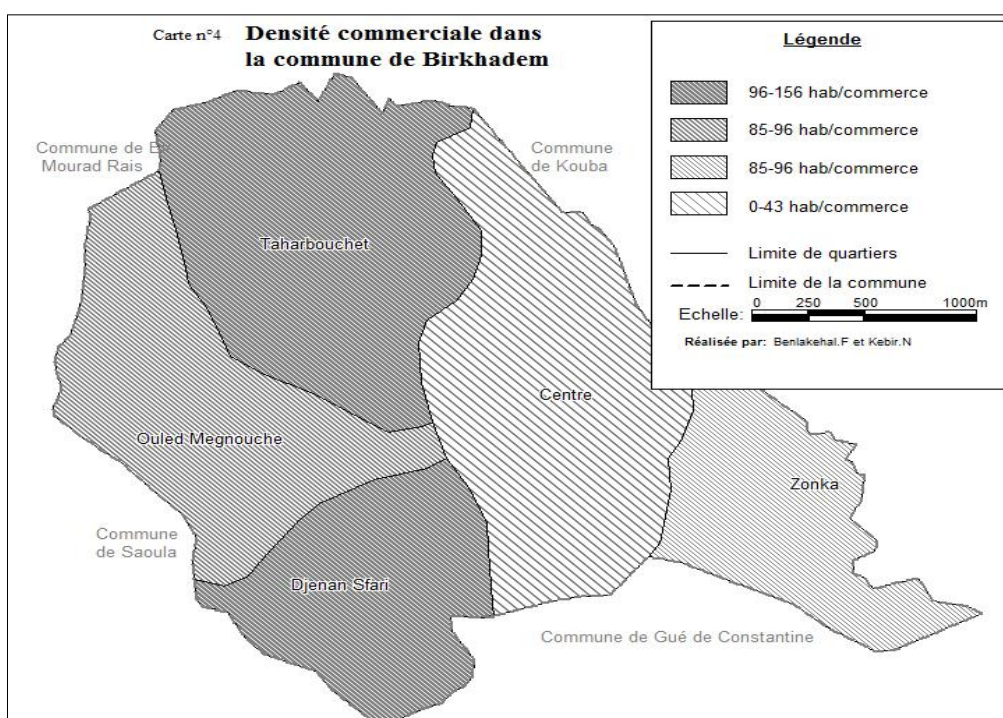 Carte n°4 Densité commerciale dans
la commune de Birkhadem
Légende
96-156 hab/commerce
85-96 hab/commerce
85-96 hab/commerce
0-43 hab/commerce
Limite de quartiers
Limite de la commune
0 250 500 1000m
Echelle:
Réalisée par: Benlakehal.F et Kebir.N
Commune de Bir
Mourad Rais
Commune
de Kouba
Taharbouchet
Centre
Ouled Megnouche
Zonka
Commune
de Saoula
Djenan Sfari
Commune de Gué de Constantine